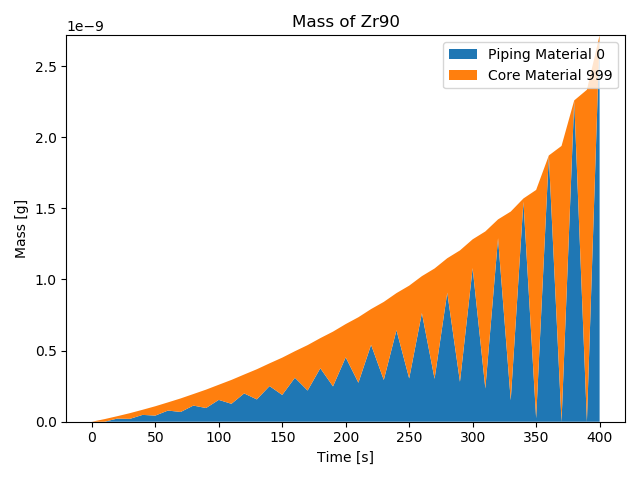 Mass of Zr90
1e−9
Piping Material 0
Core Material 999
2.5
2.0
1.5
1.0
0.5
0.0
Mass [g]
0 50 100 150 200 250 300 350 400
Time [s]